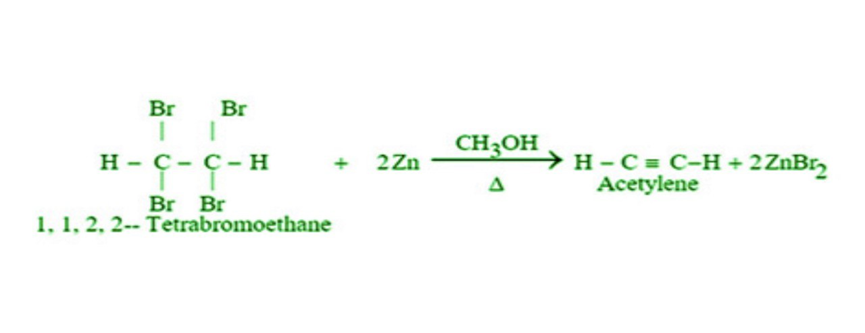 Br Br
| |
H – C – C – H + 2Zn CH₃OH H – C ≡ C–H + 2ZnBr₂
| | Δ Acetylene
Br Br
1, 1, 2, 2-- Tetrabromoethane